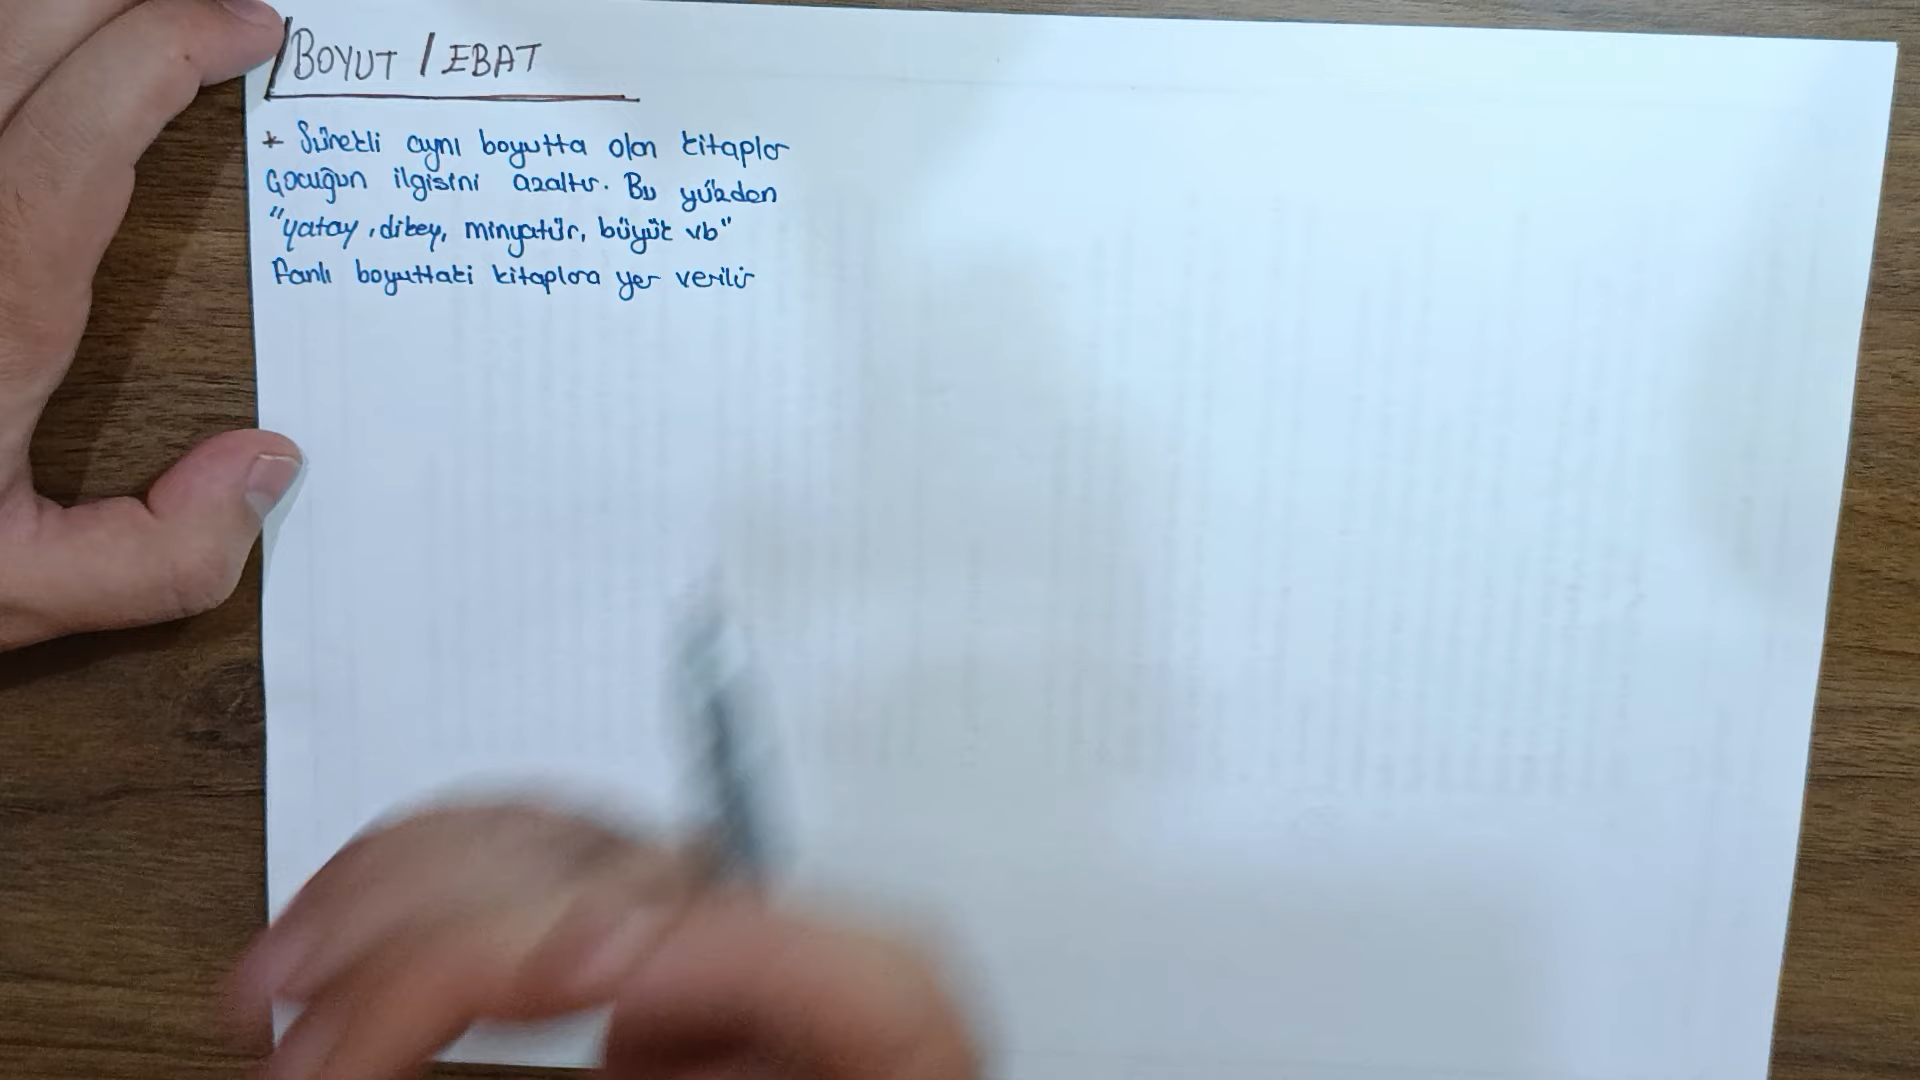 BOYUT / EBAT
* Sürekli aynı boyutta olan kitaplar
çocuğun ilgisini azaltır. Bu yüzden
"yatay, dikey, minyatür, büyük vb"
farklı boyuttaki kitaplara yer verilir